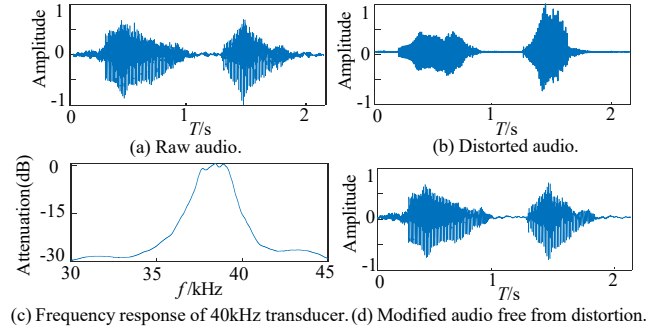 1
0
-1
Amplitude
0
1
2
T/s
(a) Raw audio.
1
0
-1
Amplitude
0
1
2
T/s
(b) Distorted audio.
0
-15
-30
Attenuation(dB)
30
35
40
45
f/kHz
(c) Frequency response of 40kHz transducer.
1
0
-1
Amplitude
0
1
2
T/s
(d) Modified audio free from distortion.